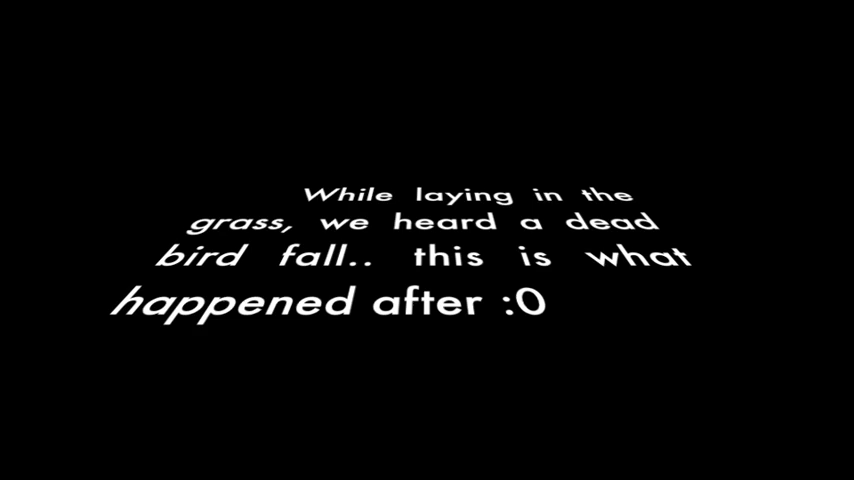 While laying in the
grass, we heard a dead
bird fall.. this is what
happened after :0